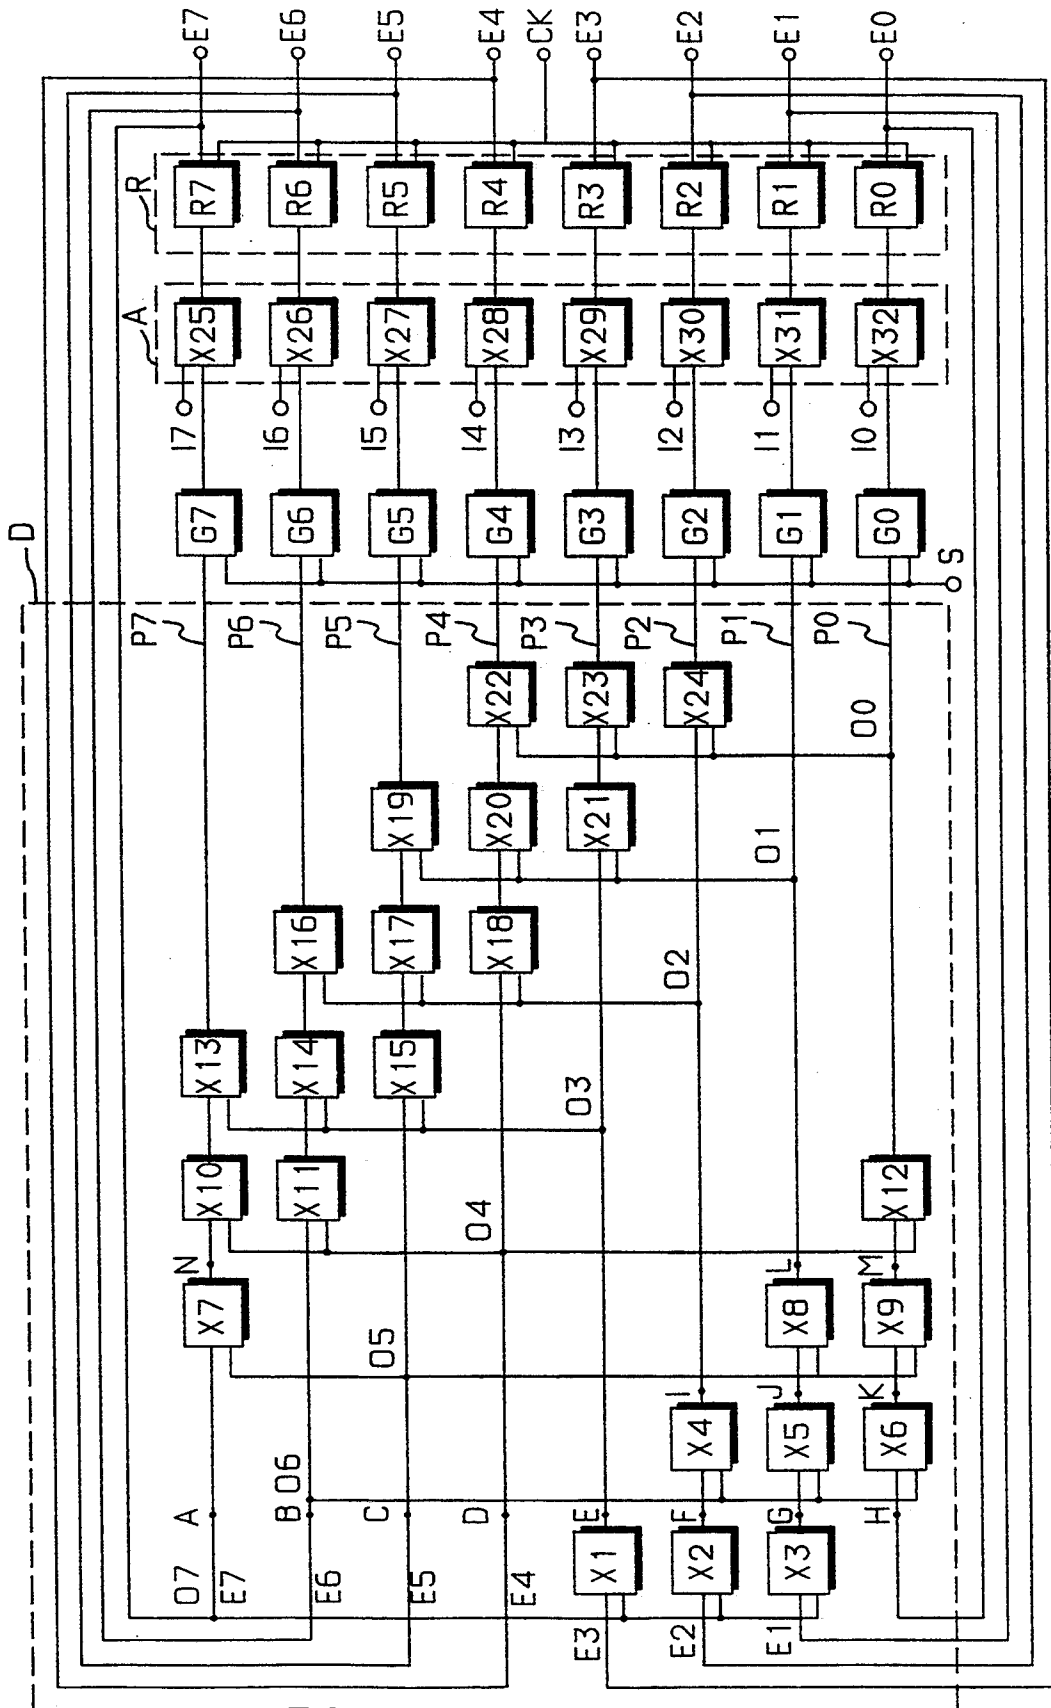 E7
E6
E5
E4
CK
E3
E2
E1
E0
R
R7
R6
R5
R4
R3
R2
R1
R0
A
X25
X26
X27
X28
X29
X30
X31
X32
I7
I6
I5
I4
I3
I2
I1
I0
G7
G6
G5
G4
G3
G2
G1
G0
D
S
P7
P6
P5
P4
P3
P2
P1
P0
X22
X23
X24
O0
X19
X20
X21
O1
X16
X17
X18
O2
X13
X14
X15
O3
X10
X11
O4
X12
N
L
M
X7
O5
X8
X9
I
J
K
X4
X5
X6
O6
A
B
C
D
E
F
G
H
O7
X1
X2
X3
E7
E6
E5
E4
E3
E2
E1